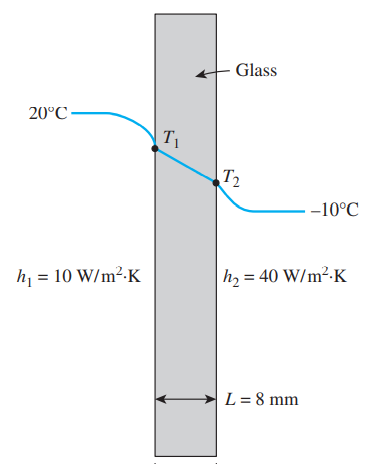 Glass
20°C
T₁
T₂
–10°C
h₁ = 10 W/m²·K
h₂ = 40 W/m²·K
L = 8 mm